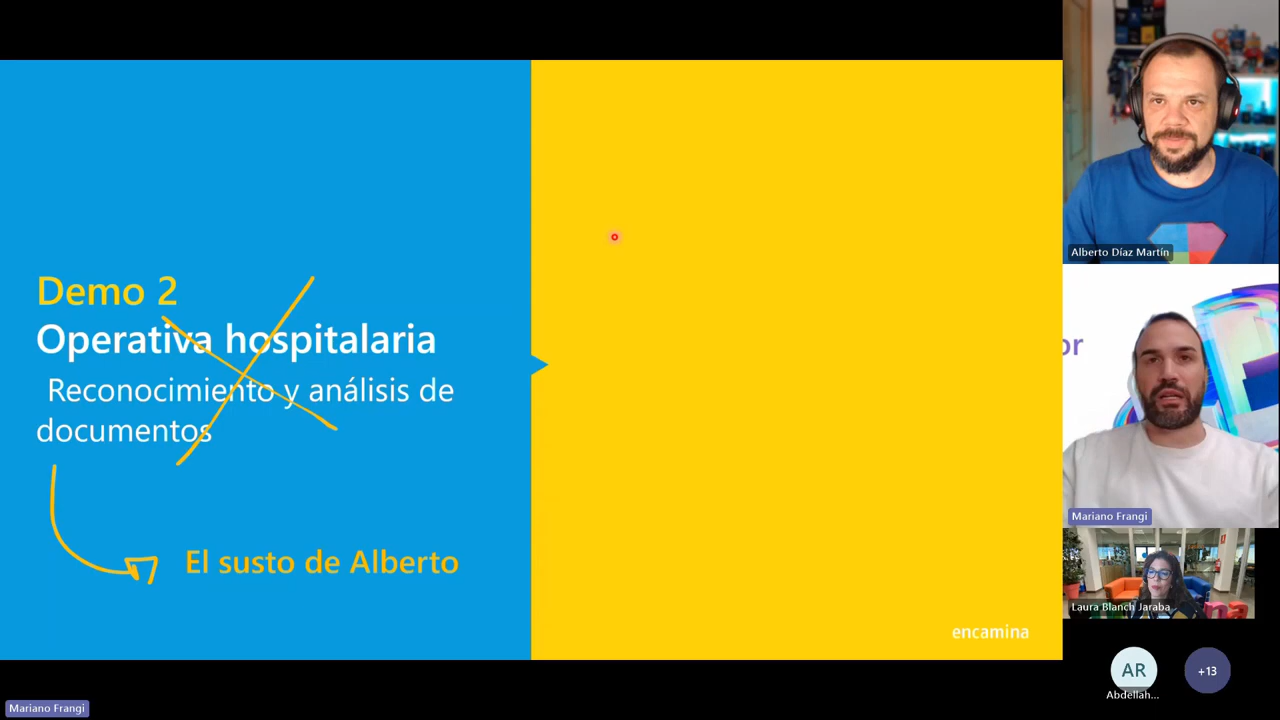 Demo 2
Operativa hospitalaria
Reconocimiento y análisis de
documentos
El susto de Alberto
encamina
Alberto Díaz Martín
or
Mariano Frangi
Laura Blanch Jaraba
AR
+13
Abdellah...
Mariano Frangi